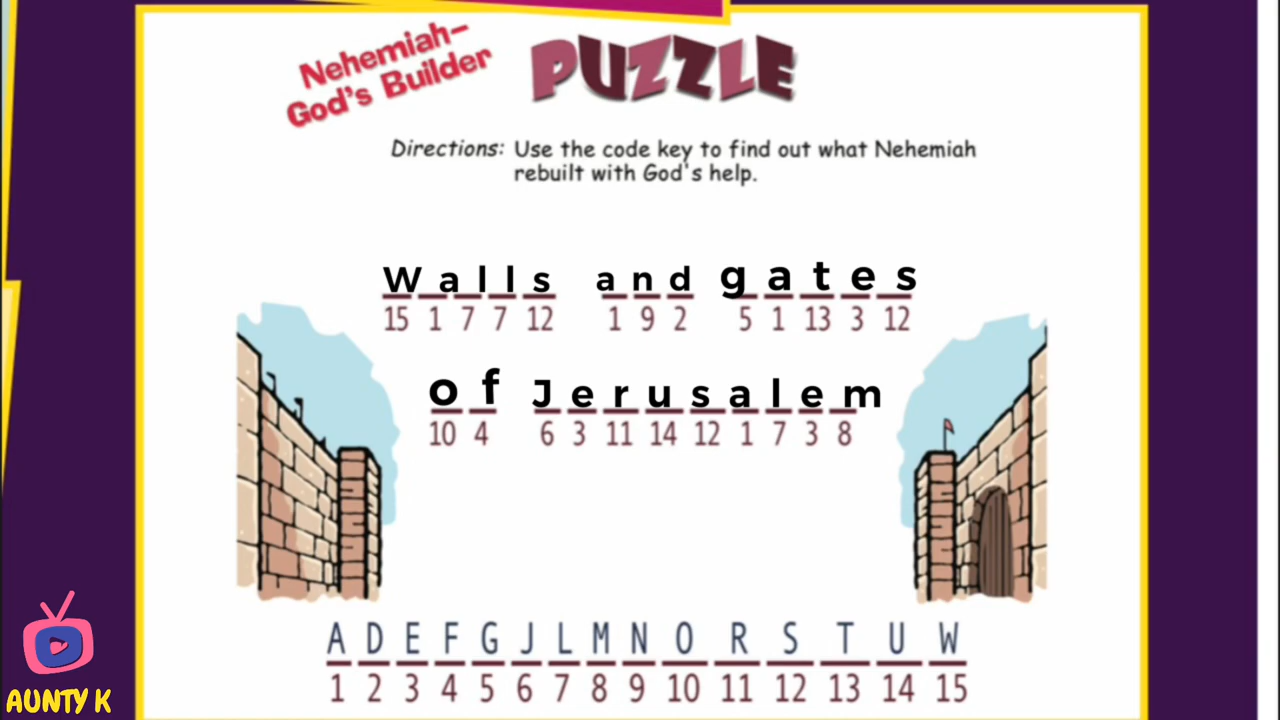 Nehemiah–
God's Builder
PUZZLE
Directions: Use the code key to find out what Nehemiah
rebuilt with God's help.
Walls and gates
15 1 7 7 12 1 9 2 5 1 13 3 12
of Jerusalem
10 4 6 3 11 14 12 1 7 3 8
A D E F G J L M N O R S T U W
1 2 3 4 5 6 7 8 9 10 11 12 13 14 15
AUNTY K